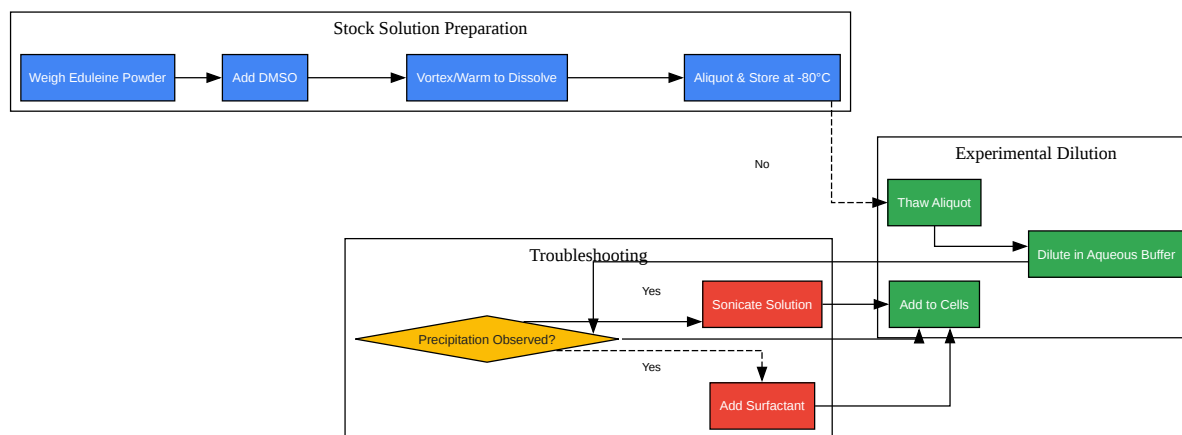 Stock Solution Preparation
Weigh Eduleine Powder
Add DMSO
Vortex/Warm to Dissolve
Aliquot & Store at -80°C
No
Experimental Dilution
Thaw Aliquot
Dilute in Aqueous Buffer
Troubleshooting
Yes
Sonicate Solution
Add to Cells
Precipitation Observed?
Yes
Add Surfactant